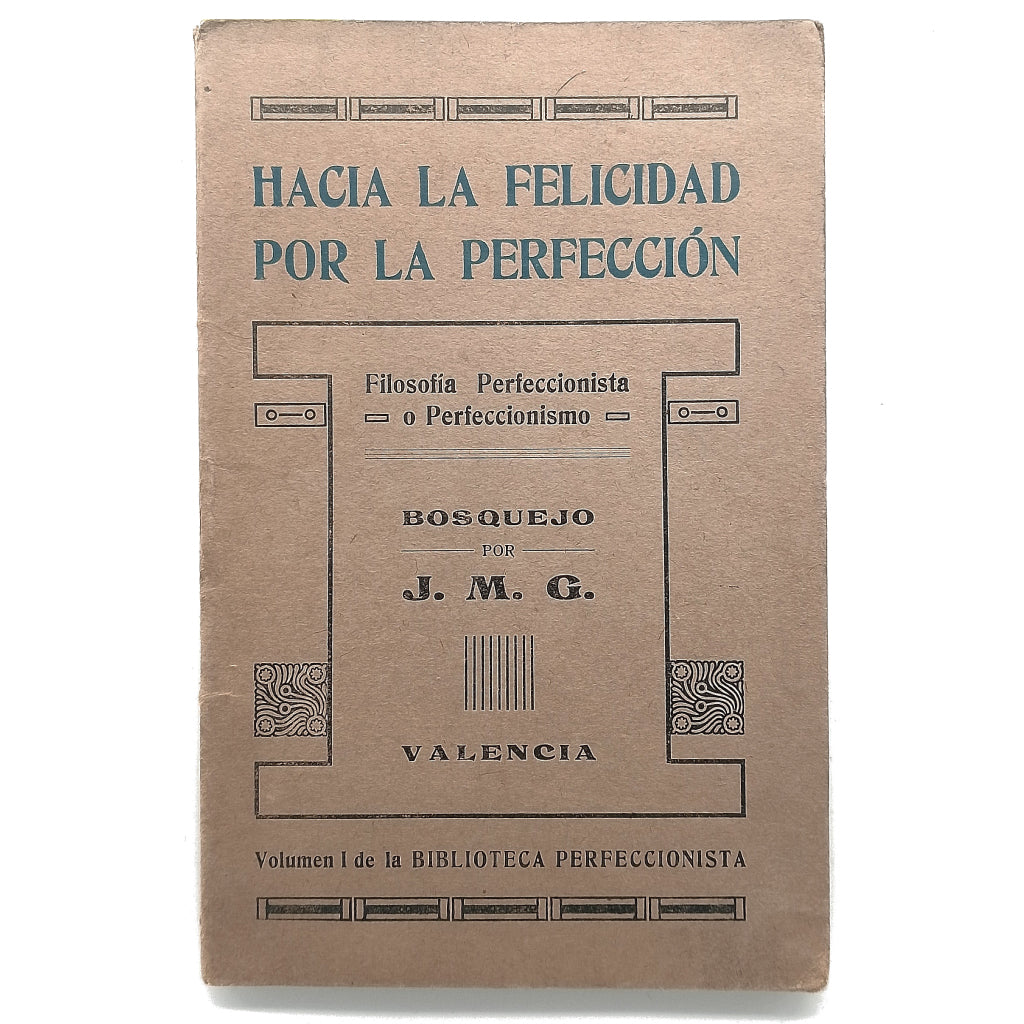 HACIA LA FELICIDAD
POR LA PERFECCIÓN
Filosofía Perfeccionista
o Perfeccionismo
BOSQUEJO
POR
J. M. G.
VALENCIA
Volumen I de la BIBLIOTECA PERFECCIONISTA